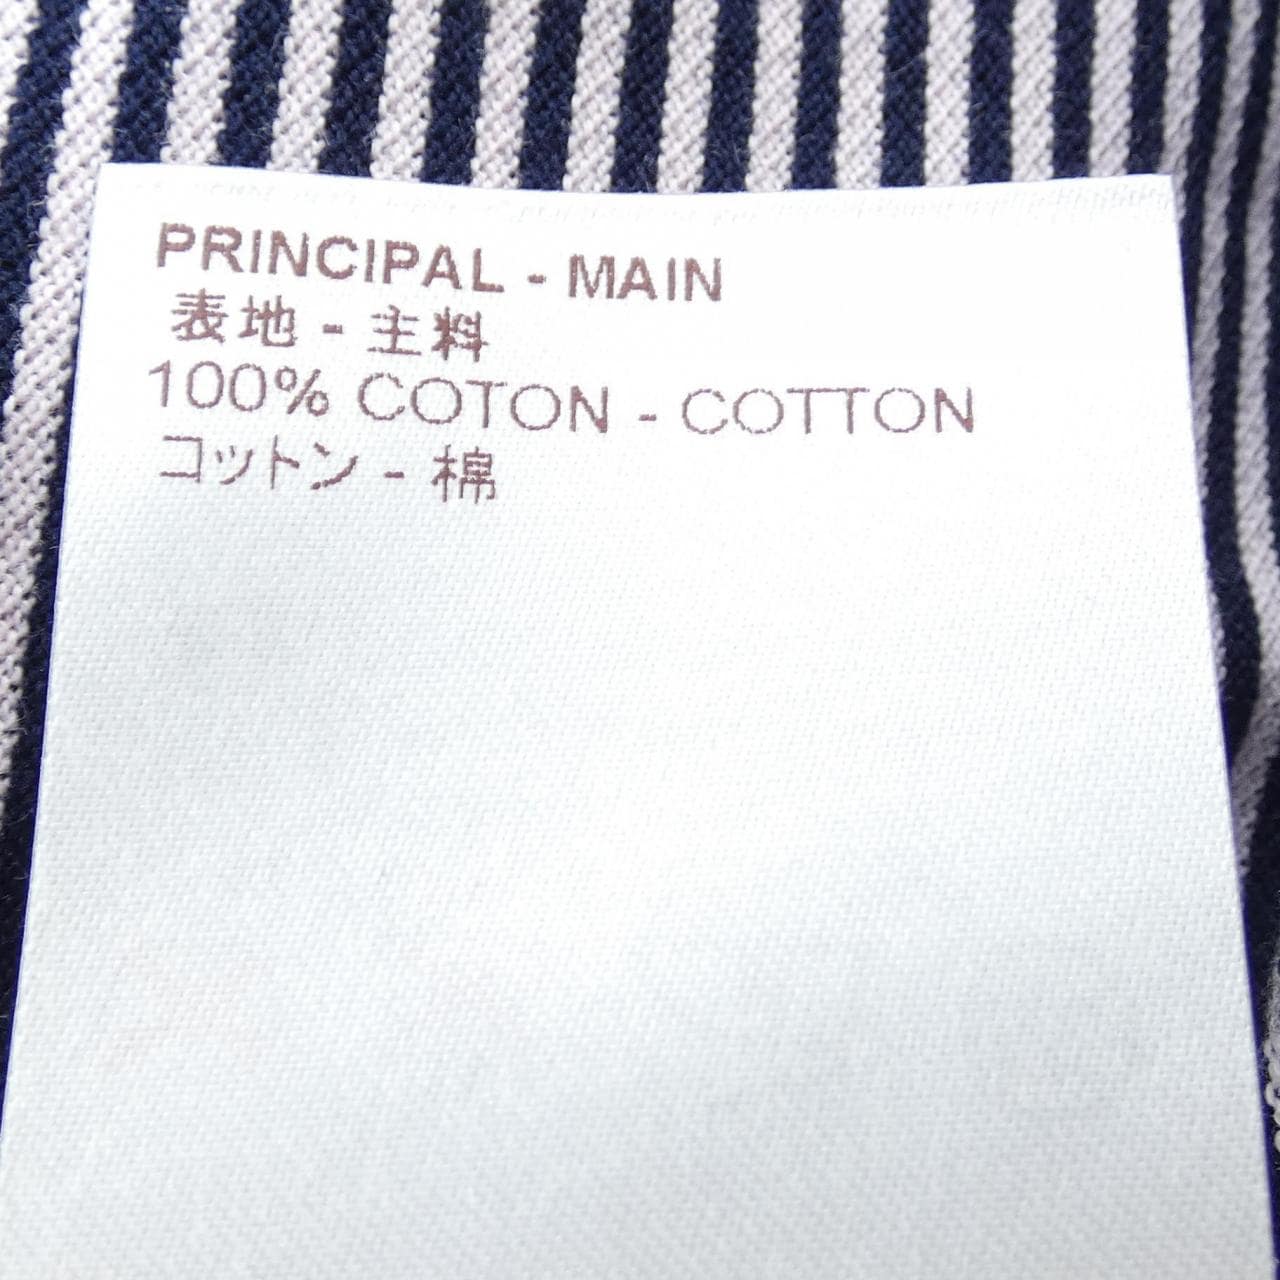 PRINCIPAL - MAIN
表地 - 主料
100% COTON - COTTON
コットン - 棉